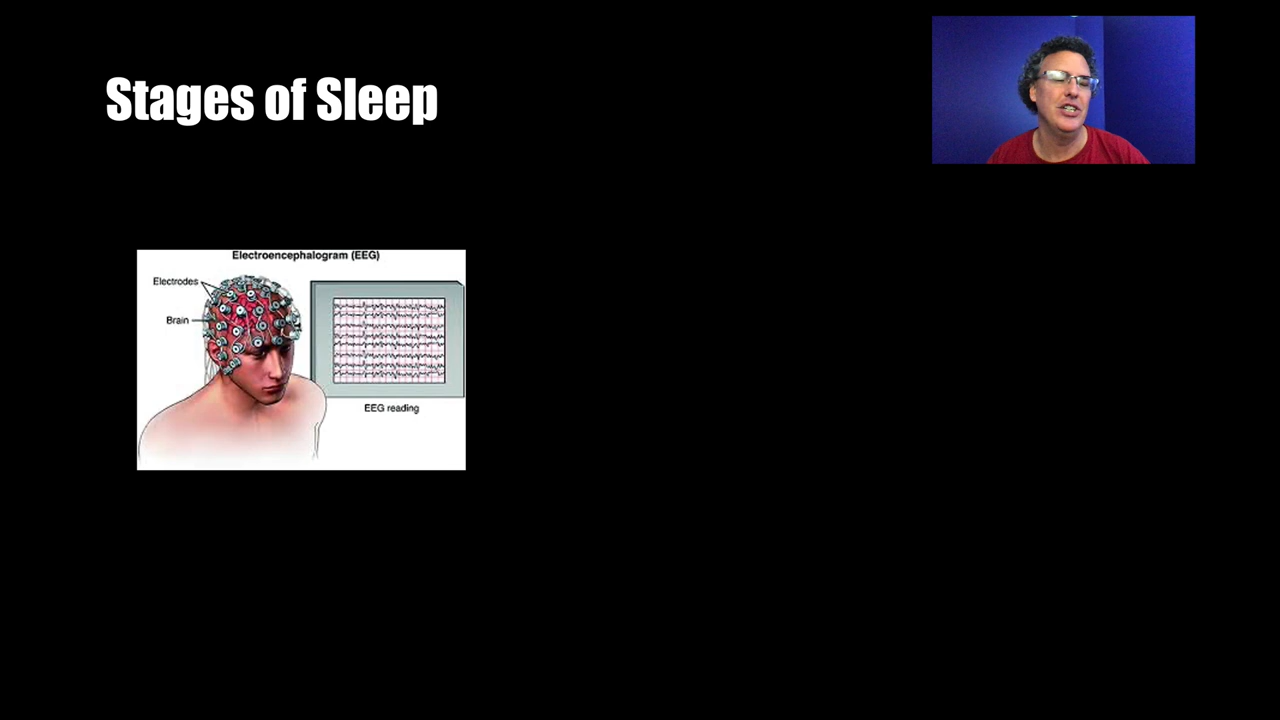 Stages of Sleep
Electroencephalogram (EEG)
Electrodes
Brain
EEG reading